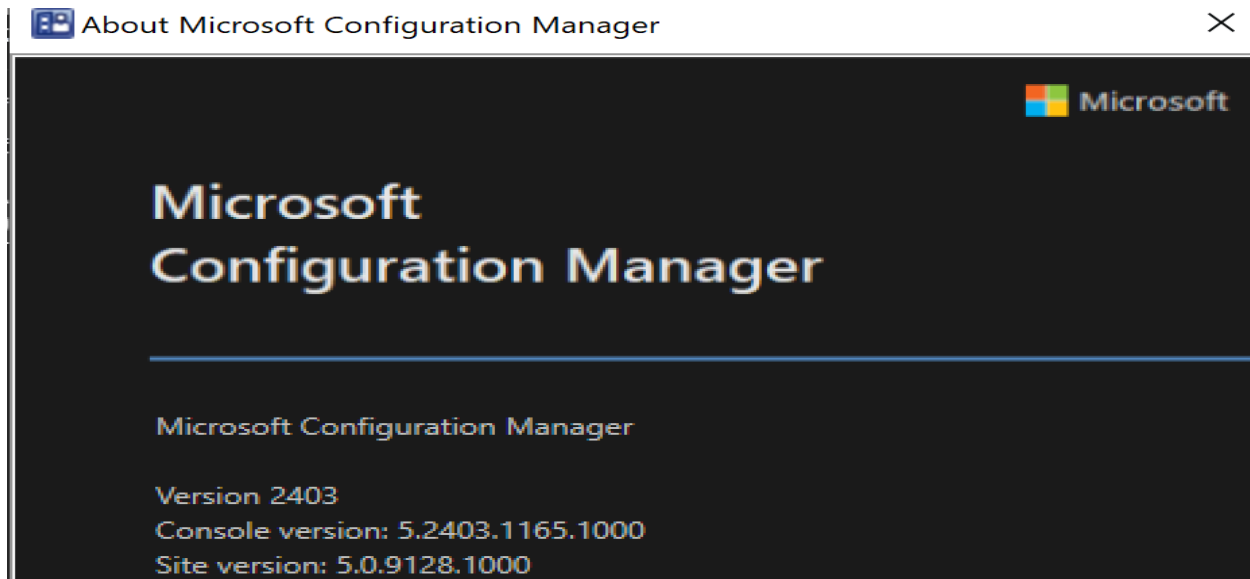 About Microsoft Configuration Manager
Microsoft
Microsoft
Configuration Manager
Microsoft Configuration Manager
Version 2403
Console version: 5.2403.1165.1000
Site version: 5.0.9128.1000